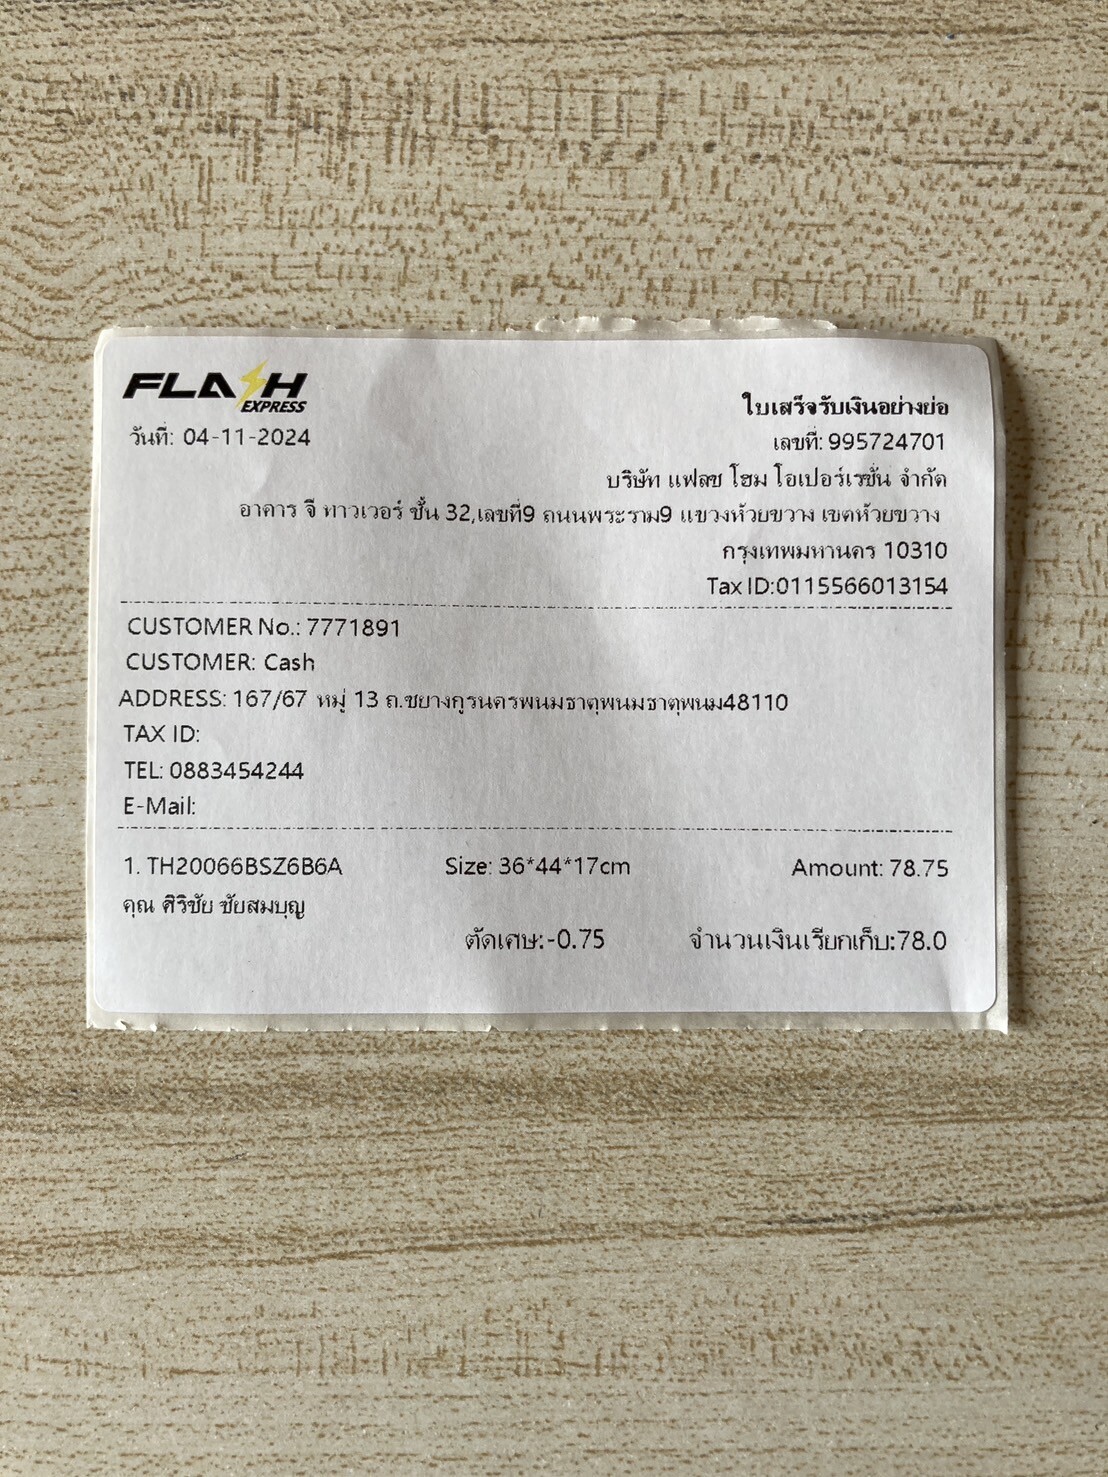 FLASH EXPRESS
ใบเสร็จรับเงินอย่างย่อ
วันที่: 04-11-2024
เลขที่: 995724701
บริษัท แฟลช โฮม โอเปอร์เรชั่น จำกัด
อาคาร จี ทาวเวอร์ ชั้น 32,เลขที่9 ถนนพระราม9 แขวงห้วยขวาง เขตห้วยขวาง
กรุงเทพมหานคร 10310
Tax ID:0115566013154
CUSTOMER No.: 7771891
CUSTOMER: Cash
ADDRESS: 167/67 หมู่ 13 ถ.ชยางกูรนครพนมธาตุพนมธาตุพนม48110
TAX ID:
TEL: 0883454244
E-Mail:
1. TH20066BSZ6B6A Size: 36*44*17cm Amount: 78.75
คุณ ศิริชัย ชัยสมบุญ
ตัดเศษ:-0.75 จำนวนเงินเรียกเก็บ:78.0